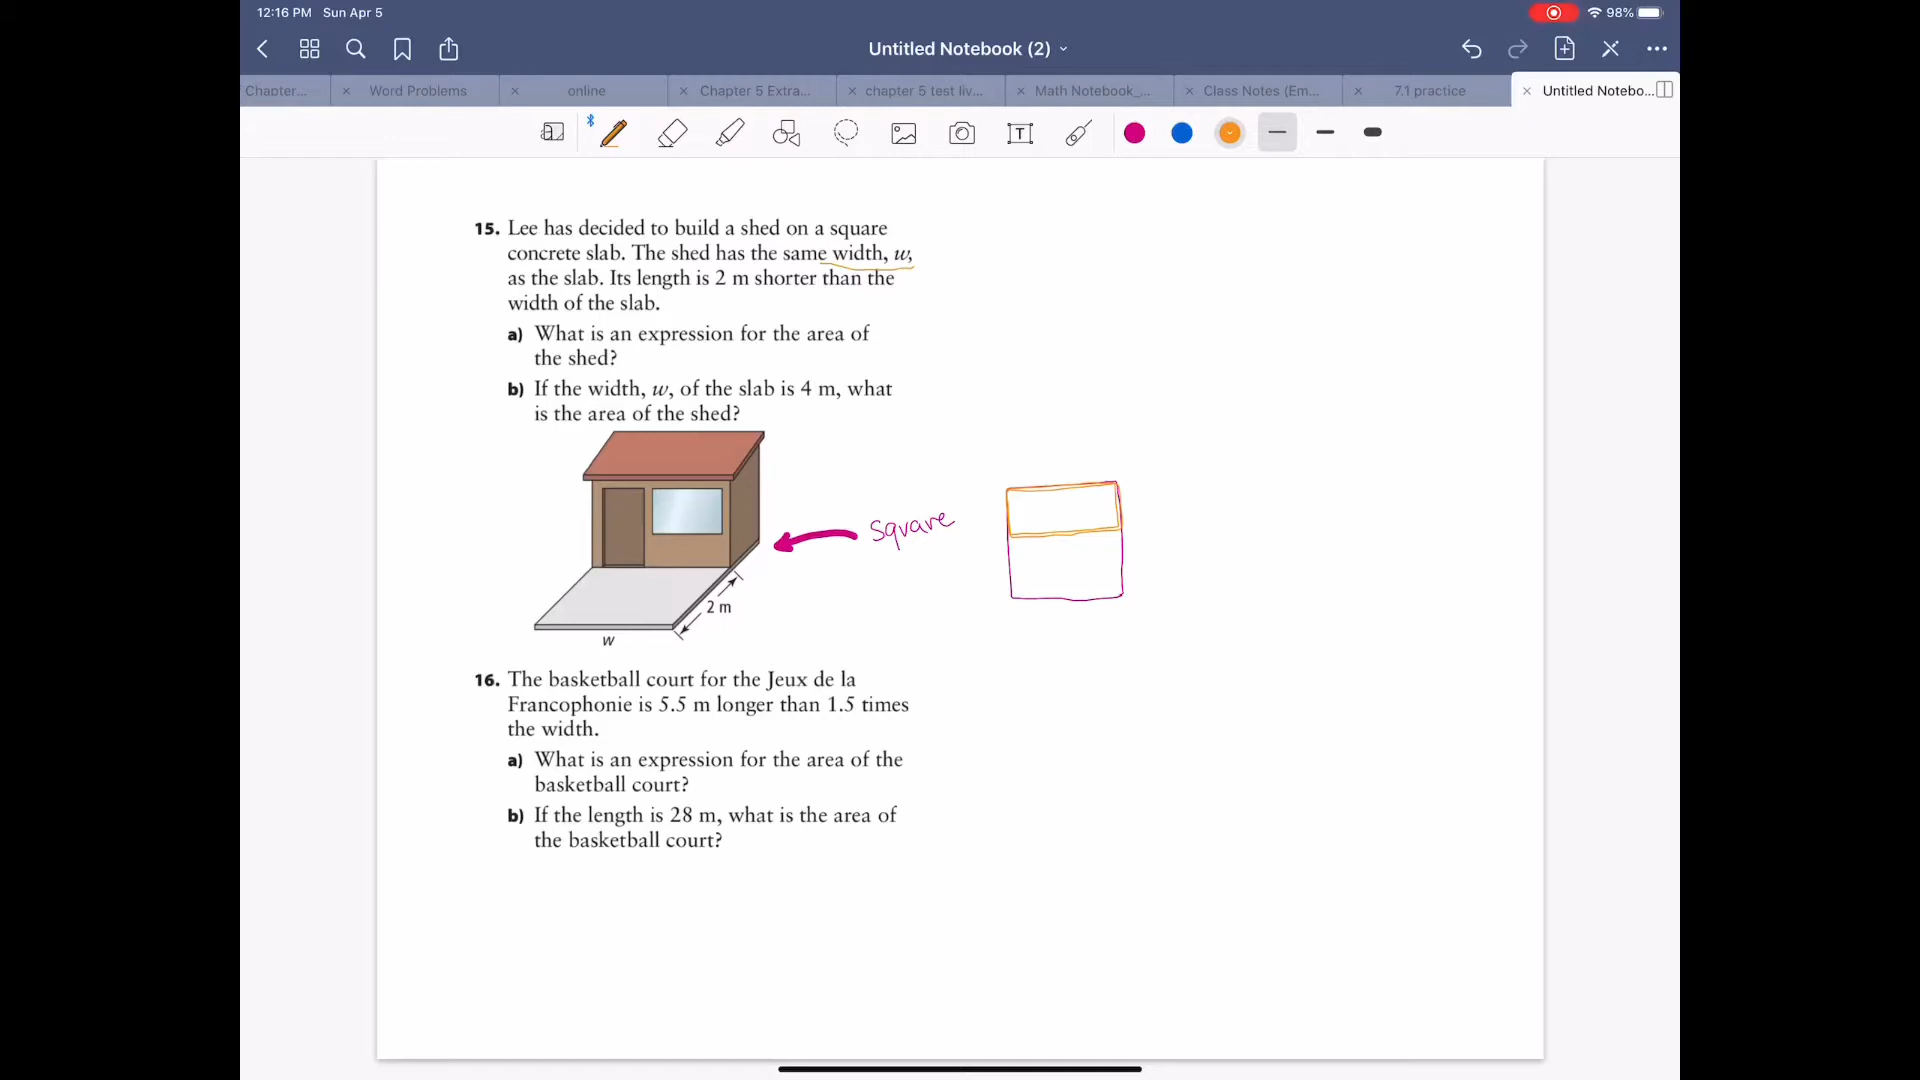 12:16 PM Sun Apr 5
98%
Untitled Notebook (2)
Chapter...
Word Problems
online
Chapter 5 Extra...
chapter 5 test liv...
Math Notebook_...
Class Notes (Em...
7.1 practice
Untitled Notebo...
15. Lee has decided to build a shed on a square
concrete slab. The shed has the same width, w,
as the slab. Its length is 2 m shorter than the
width of the slab.
a) What is an expression for the area of
the shed?
b) If the width, w, of the slab is 4 m, what
is the area of the shed?
square
2 m
w
16. The basketball court for the Jeux de la
Francophonie is 5.5 m longer than 1.5 times
the width.
a) What is an expression for the area of the
basketball court?
b) If the length is 28 m, what is the area of
the basketball court?